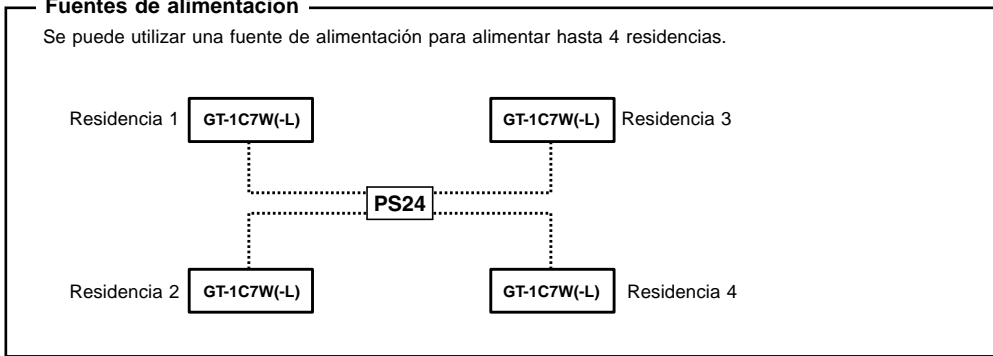 Fuentes de alimentación
Se puede utilizar una fuente de alimentación para alimentar hasta 4 residencias.
Residencia 1 GT-1C7W(-L) GT-1C7W(-L) Residencia 3
PS24
Residencia 2 GT-1C7W(-L) GT-1C7W(-L) Residencia 4